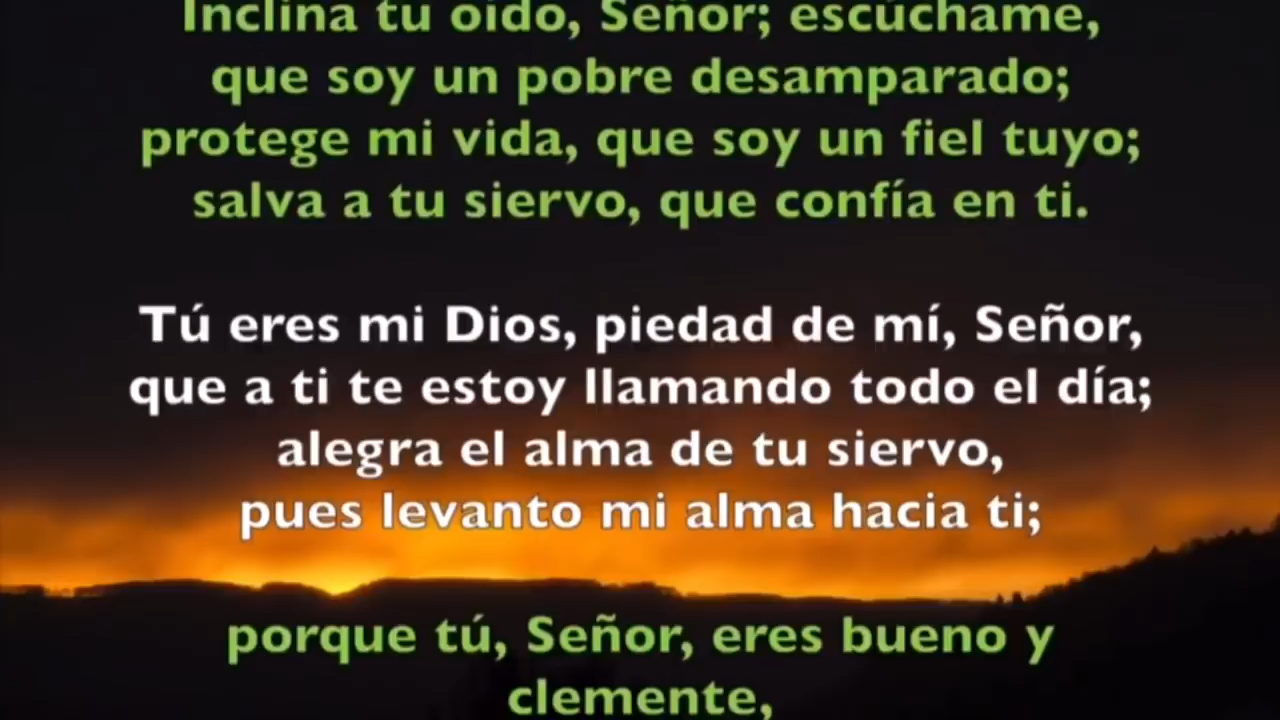 Inclina tu oído, Señor; escúchame,
que soy un pobre desamparado;
protege mi vida, que soy un fiel tuyo;
salva a tu siervo, que confía en ti.
Tú eres mi Dios, piedad de mí, Señor,
que a ti te estoy llamando todo el día;
alegra el alma de tu siervo,
pues levanto mi alma hacia ti;
porque tú, Señor, eres bueno y
clemente,